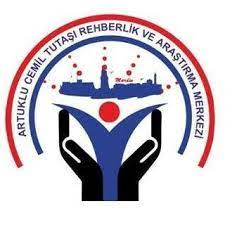 ARTUKLU CEMİL TUTAŞI REHBERLİK VE ARAŞTIRMA MERKEZİ
Mardin